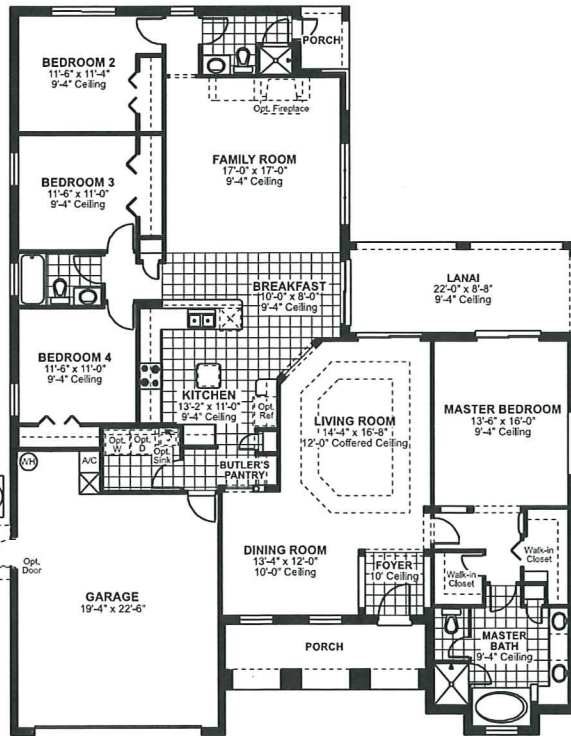 PORCH
BEDROOM 2
11'-6" x 11'-4"
9'-4" Ceiling
Opt. Fireplace
FAMILY ROOM
17'-0" x 17'-0"
9'-4" Ceiling
BEDROOM 3
11'-6" x 11'-0"
9'-4" Ceiling
BREAKFAST
10'-0" x 8'-0"
9'-4" Ceiling
LANAI
22'-0" x 8'-8"
9'-4" Ceiling
BEDROOM 4
11'-6" x 11'-0"
9'-4" Ceiling
KITCHEN
13'-2" x 11'-0"
9'-4" Ceiling
Opt.
Ref
LIVING ROOM
14'-4" x 16'-8"
12'-0" Coffered Ceiling
MASTER BEDROOM
13'-6" x 16'-0"
9'-4" Ceiling
WH
A/C
Opt.
W
Opt.
D
Opt.
Sink
BUTLER'S
PANTRY
Opt.
Door
GARAGE
19'-4" x 22'-6"
DINING ROOM
13'-4" x 12'-0"
10'-0" Ceiling
FOYER
10' Ceiling
Walk-in
Closet
Walk-in
Closet
PORCH
MASTER
BATH
9'-4" Ceiling